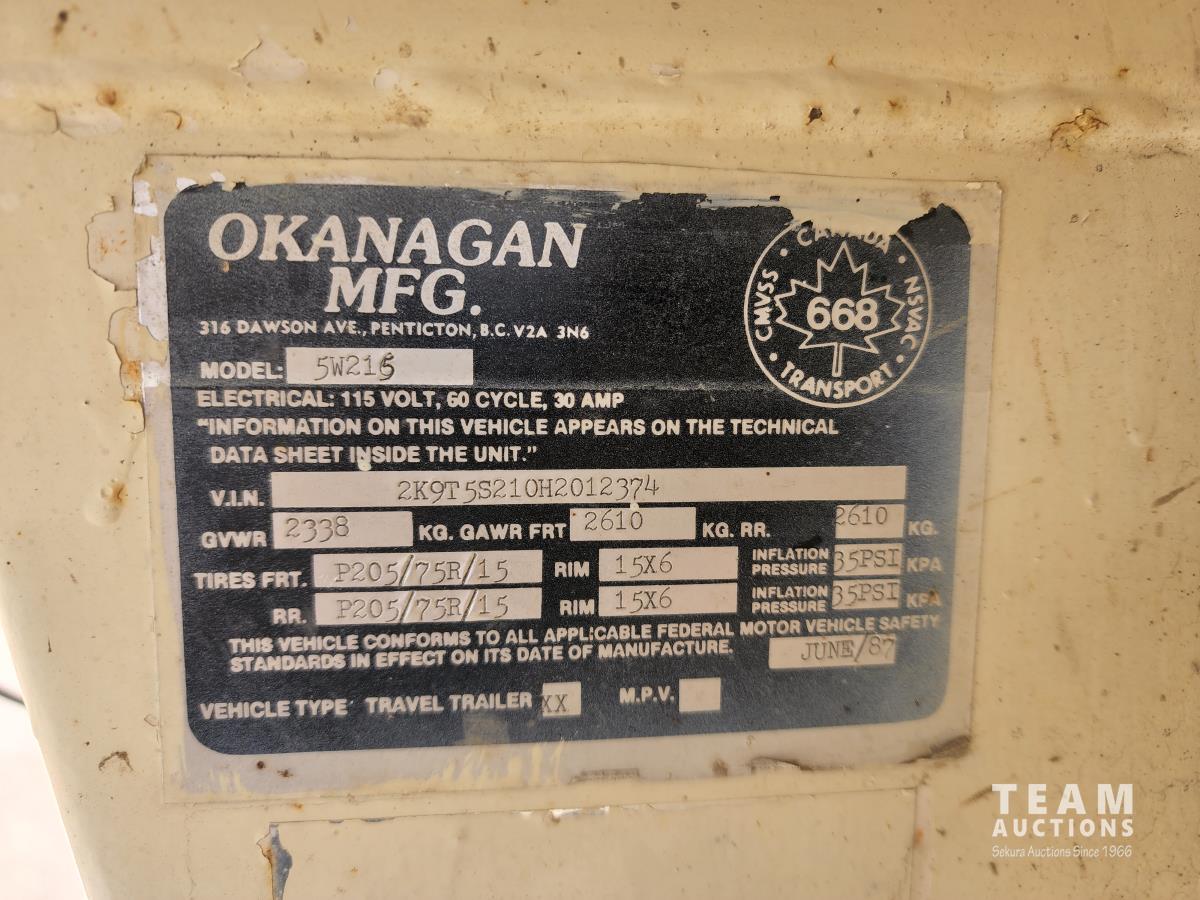 OKANAGAN
MFG.
316 DAWSON AVE., PENTICTON, B.C. V2A 3N6
CANADA
CMVSS · 668 · NSVAC
TRANSPORT
MODEL: 5W215
ELECTRICAL: 115 VOLT, 60 CYCLE, 30 AMP
"INFORMATION ON THIS VEHICLE APPEARS ON THE TECHNICAL
DATA SHEET INSIDE THE UNIT."
V.I.N. 2K9T5S210H2012374
GVWR 2338 KG. GAWR FRT 2610 KG. RR. 2610 KG.
TIRES FRT. P205/75R/15 RIM 15X6 INFLATION PRESSURE 35PSI KPA
RR. P205/75R/15 RIM 15X6 INFLATION PRESSURE 35PSI KPA
THIS VEHICLE CONFORMS TO ALL APPLICABLE FEDERAL MOTOR VEHICLE SAFETY
STANDARDS IN EFFECT ON ITS DATE OF MANUFACTURE. JUNE/87
VEHICLE TYPE TRAVEL TRAILER XX M.P.V.
TEAM
AUCTIONS
Sekura Auctions Since 1966